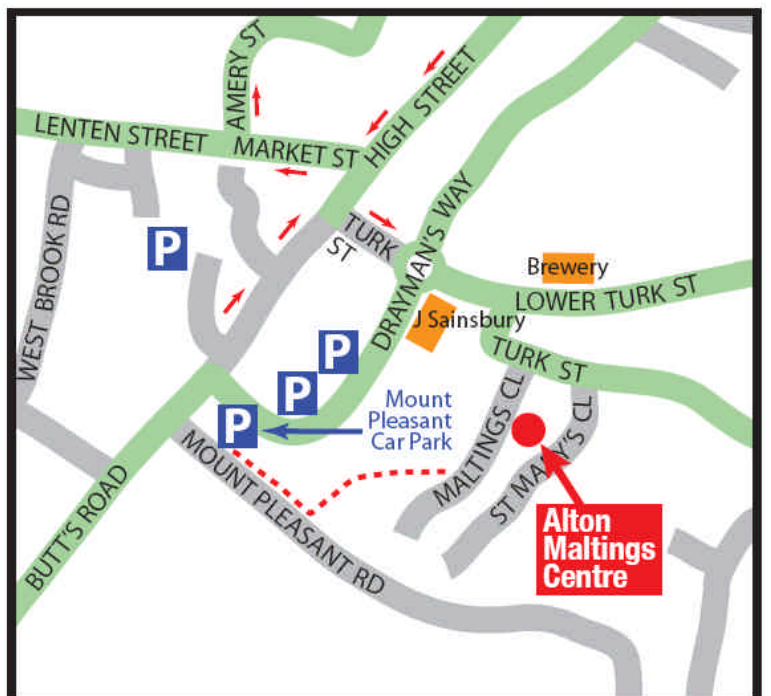 AMERY ST
HIGH STREET
LENTEN STREET
MARKET ST
WEST BROOK RD
P
TURK
ST
DRAYMAN'S WAY
Brewery
LOWER TURK ST
J Sainsbury
TURK ST
P
P
P
Mount
Pleasant
Car Park
MALTINGS CL
ST MARY'S CL
MOUNT PLEASANT RD
BUTT'S ROAD
Alton
Maltings
Centre